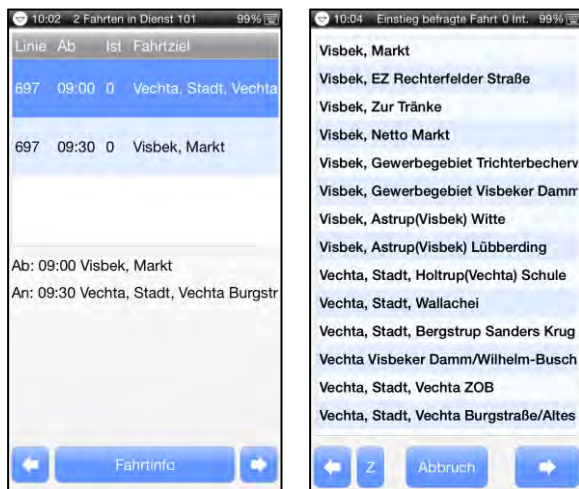 10:02 2 Fahrten in Dienst 101 99%
Linie Ab Ist Fahrtziel
697 09:00 0 Vechta, Stadt, Vechta
697 09:30 0 Visbek, Markt
Ab: 09:00 Visbek, Markt
An: 09:30 Vechta, Stadt, Vechta Burgstr
Fahrtinfo
10:04 Einstieg befragte Fahrt 0 Int. 99%
Visbek, Markt
Visbek, EZ Rechterfelder Straße
Visbek, Zur Tränke
Visbek, Netto Markt
Visbek, Gewerbegebiet Trichterbecherw
Visbek, Gewerbegebiet Visbeker Damm
Visbek, Astrup(Visbek) Witte
Visbek, Astrup(Visbek) Lübberding
Vechta, Stadt, Holtrup(Vechta) Schule
Vechta, Stadt, Wallachei
Vechta, Stadt, Bergstrup Sanders Krug
Vechta Visbeker Damm/Wilhelm-Busch
Vechta, Stadt, Vechta ZOB
Vechta, Stadt, Vechta Burgstraße/Altes
Z Abbruch